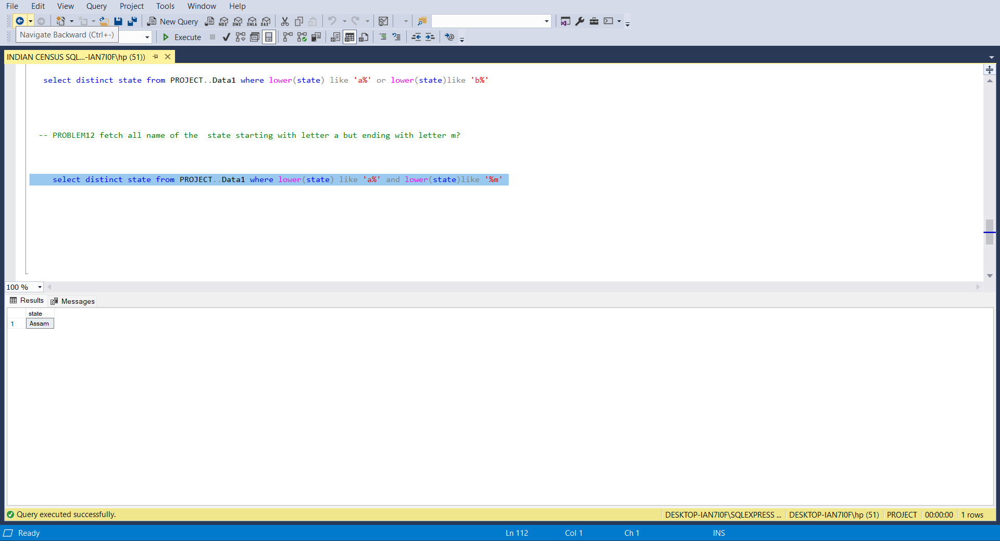 File Edit View Query Project Tools Window Help
New Query MDX DMX XMLA DAX
Navigate Backward (Ctrl+-) Execute
INDIAN CENSUS SQL...-IAN7I0F\hp (51))
select distinct state from PROJECT..Data1 where lower(state) like 'a%' or lower(state)like 'b%'
-- PROBLEM12 fetch all name of the  state starting with letter a but ending with letter m?
select distinct state from PROJECT..Data1 where lower(state) like 'a%' and lower(state)like '%m'
100 %
Results Messages
state
1 Assam
Query executed successfully. DESKTOP-IAN7I0F\SQLEXPRESS ... DESKTOP-IAN7I0F\hp (51) PROJECT 00:00:00 1 rows
Ready Ln 112 Col 1 Ch 1 INS